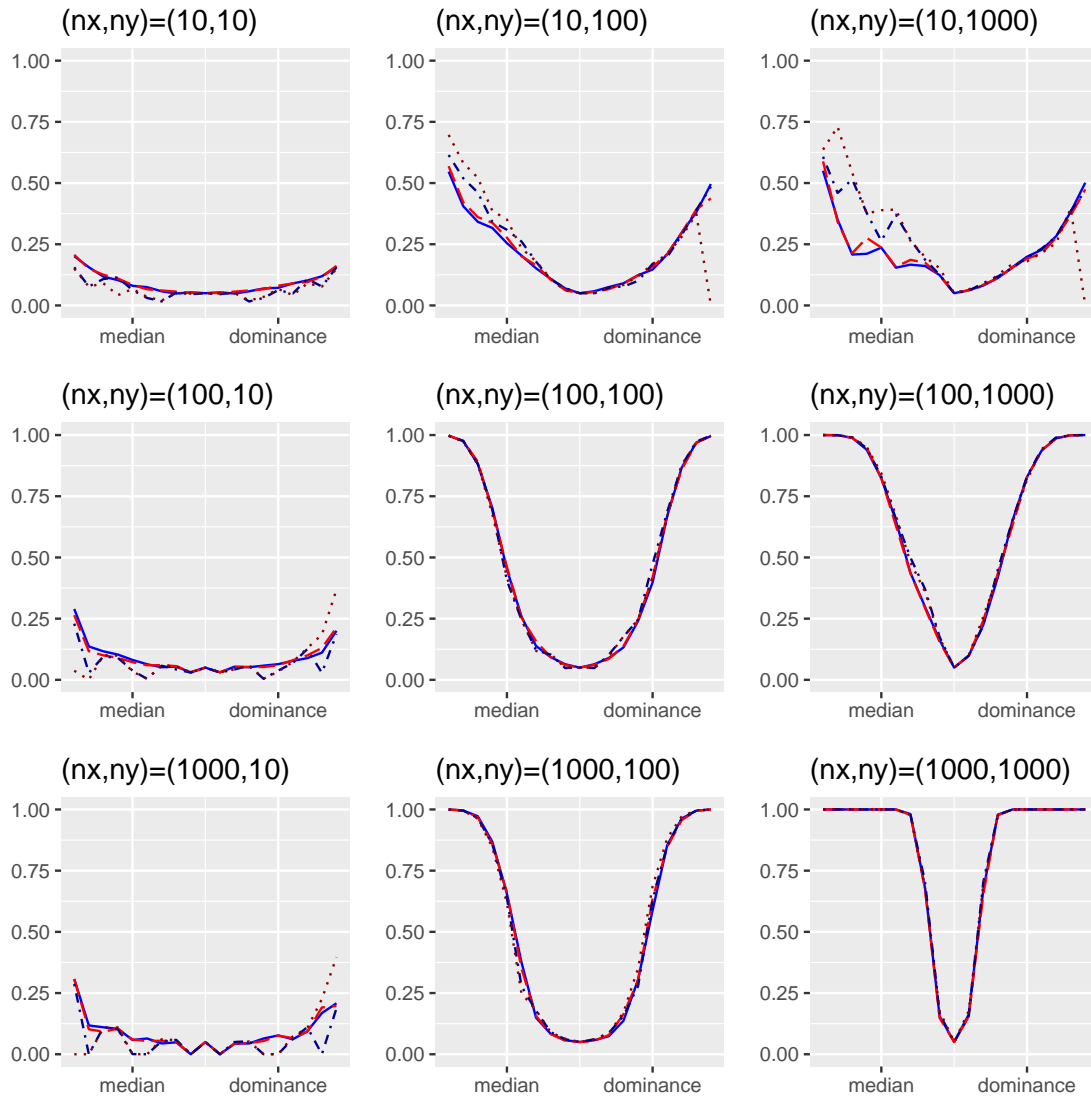 (nx,ny)=(10,10) (nx,ny)=(10,100) (nx,ny)=(10,1000)
1.00 1.00 1.00
0.75 0.75 0.75
0.50 0.50 0.50
0.25 0.25 0.25
0.00 0.00 0.00
median dominance median dominance median dominance
(nx,ny)=(100,10) (nx,ny)=(100,100) (nx,ny)=(100,1000)
1.00 1.00 1.00
0.75 0.75 0.75
0.50 0.50 0.50
0.25 0.25 0.25
0.00 0.00 0.00
median dominance median dominance median dominance
(nx,ny)=(1000,10) (nx,ny)=(1000,100) (nx,ny)=(1000,1000)
1.00 1.00 1.00
0.75 0.75 0.75
0.50 0.50 0.50
0.25 0.25 0.25
0.00 0.00 0.00
median dominance median dominance median dominance